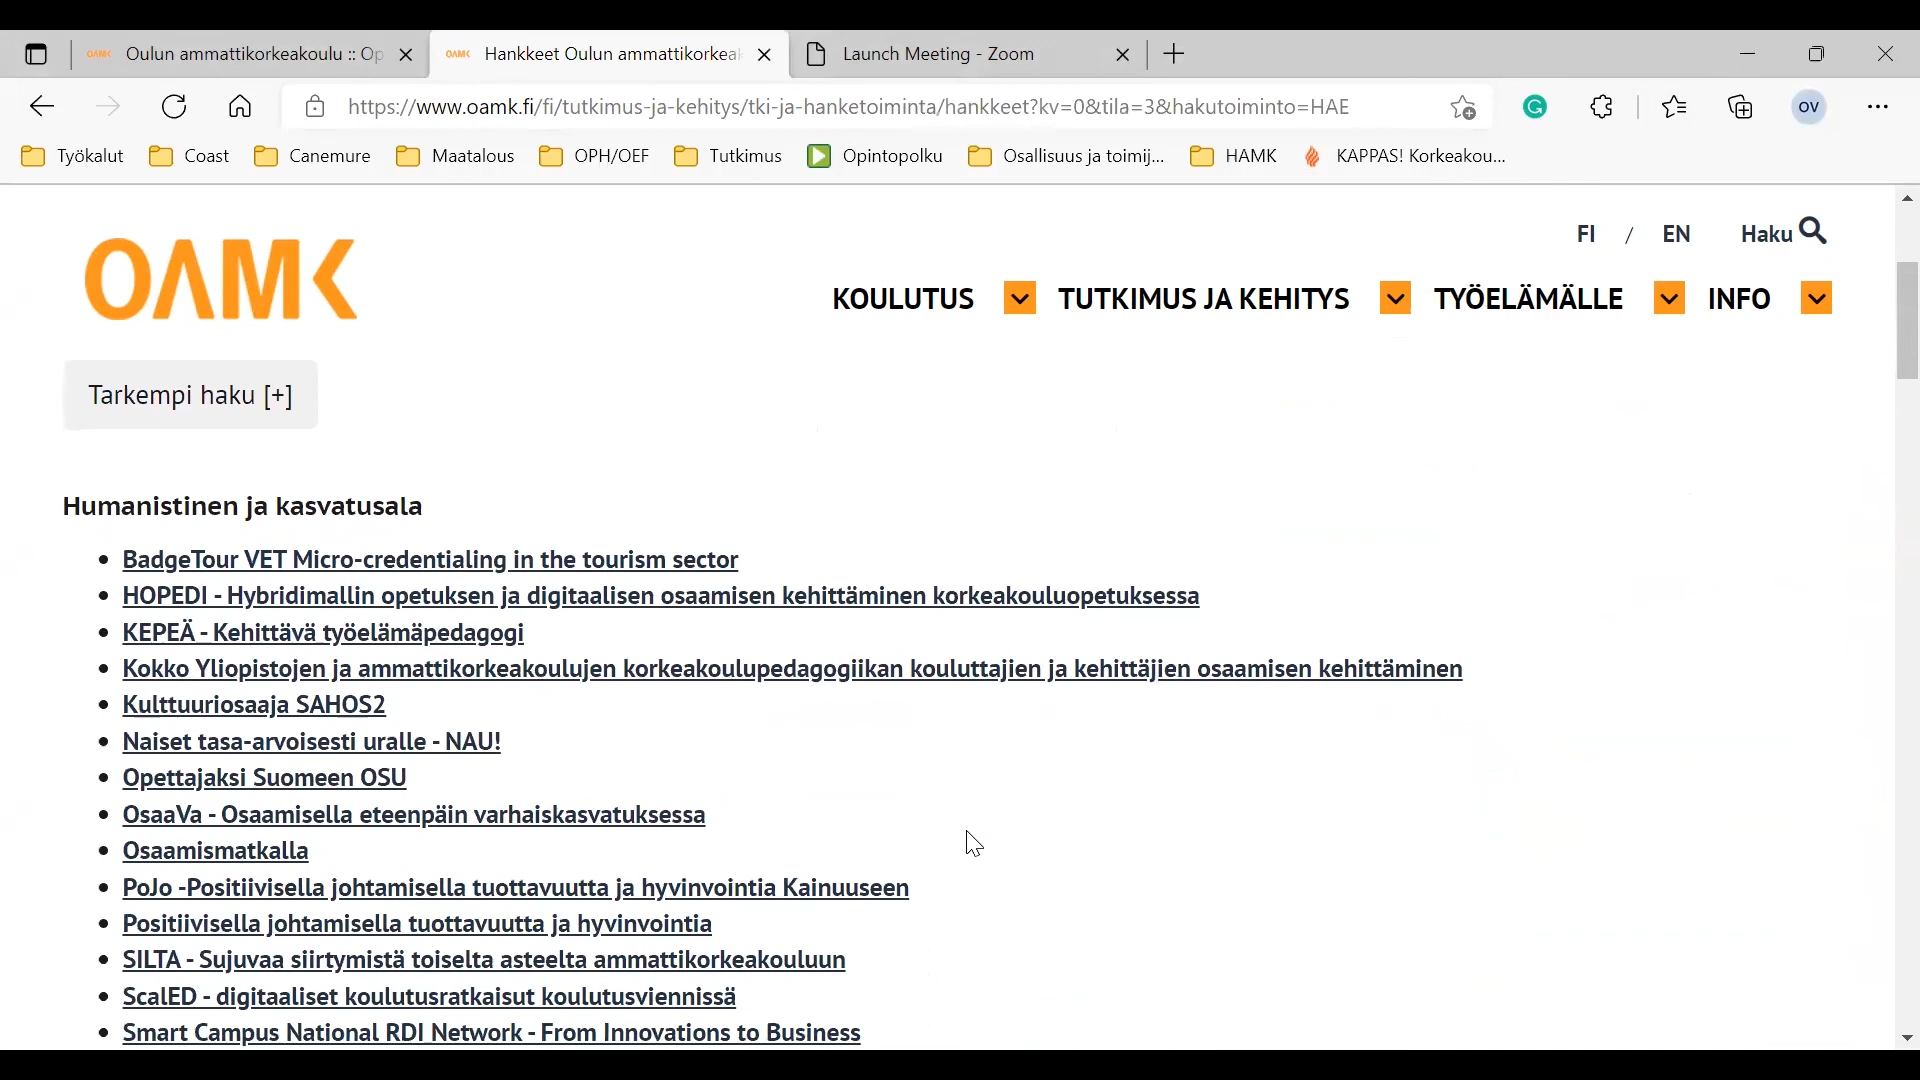 Oulun ammattikorkeakoulu :: Op
Hankkeet Oulun ammattikorkeak
Launch Meeting - Zoom
https://www.oamk.fi/fi/tutkimus-ja-kehitys/tki-ja-hanketoiminta/hankkeet?kv=0&tila=3&hakutoiminto=HAE
OV
Työkalut
Coast
Canemure
Maatalous
OPH/OEF
Tutkimus
Opintopolku
Osallisuus ja toimij...
HAMK
KAPPAS! Korkeakou...
FI / EN Haku
OAMK
KOULUTUS TUTKIMUS JA KEHITYS TYÖELÄMÄLLE INFO
Tarkempi haku [+]
Humanistinen ja kasvatusala
BadgeTour VET Micro-credentialing in the tourism sector
HOPEDI - Hybridimallin opetuksen ja digitaalisen osaamisen kehittäminen korkeakouluopetuksessa
KEPEÄ - Kehittävä työelämäpedagogi
Kokko Yliopistojen ja ammattikorkeakoulujen korkeakoulupedagogiikan kouluttajien ja kehittäjien osaamisen kehittäminen
Kulttuuriosaaja SAHOS2
Naiset tasa-arvoisesti uralle - NAU!
Opettajaksi Suomeen OSU
OsaaVa - Osaamisella eteenpäin varhaiskasvatuksessa
Osaamismatkalla
PoJo -Positiivisella johtamisella tuottavuutta ja hyvinvointia Kainuuseen
Positiivisella johtamisella tuottavuutta ja hyvinvointia
SILTA - Sujuvaa siirtymistä toiselta asteelta ammattikorkeakouluun
ScalED - digitaaliset koulutusratkaisut koulutusviennissä
Smart Campus National RDI Network - From Innovations to Business